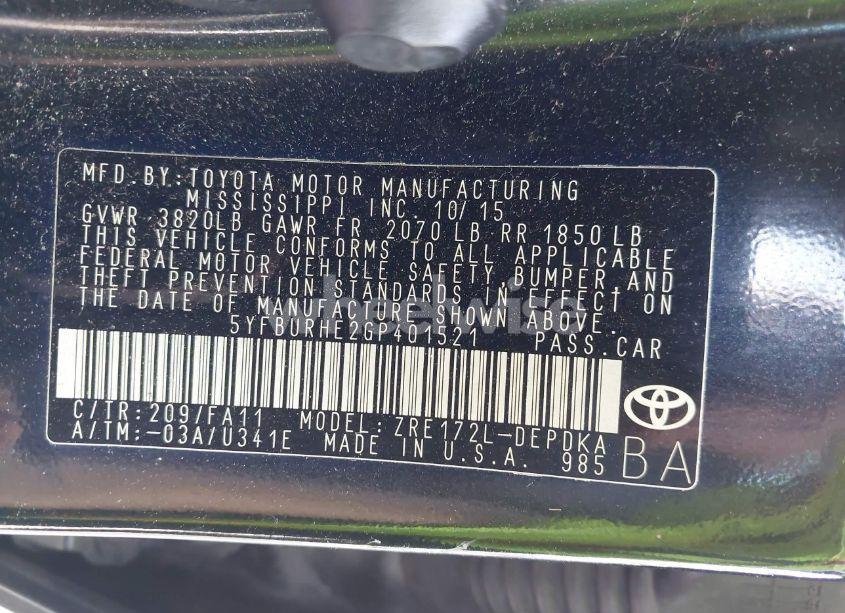 MFD.BY:TOYOTA MOTOR MANUFACTURING
MISSISSIPPI INC. 10/15
GVWR 3820LB GAWR FR 2070 LB RR 1850 LB
THIS VEHICLE CONFORMS TO ALL APPLICABLE
FEDERAL MOTOR VEHICLE SAFETY, BUMPER,AND
THEFT PREVENTION STANDARDS IN EFFECT ON
THE DATE OF MANUFACTURE SHOWN ABOVE.
5YFBURHE2GP401521 PASS.CAR
C/TR:209/FA11 MODEL:ZRE172L-DEPDKA
A/TM:-03A/U341E MADE IN U.S.A. 985 BA